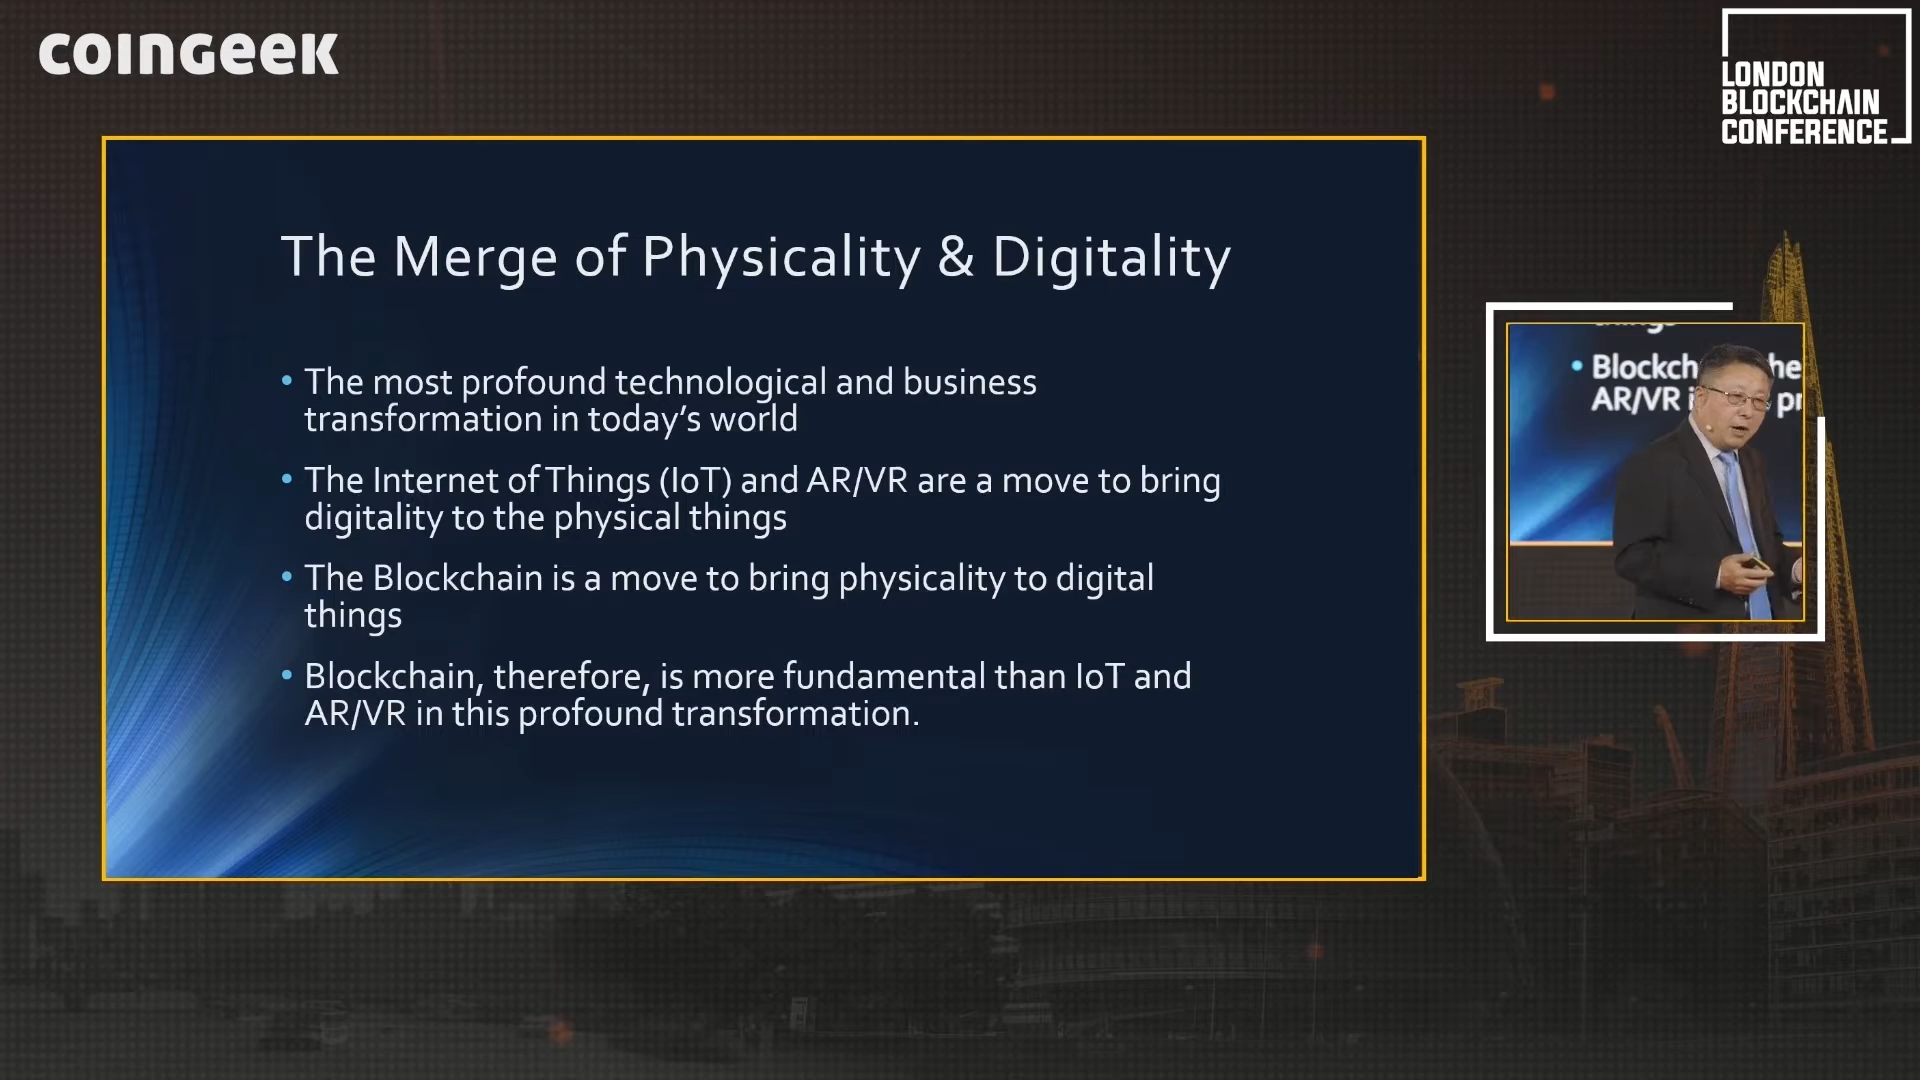 COINGEEK
LONDON
BLOCKCHAIN
CONFERENCE
The Merge of Physicality & Digitality
• The most profound technological and business
transformation in today’s world
• The Internet of Things (IoT) and AR/VR are a move to bring
digitality to the physical things
• The Blockchain is a move to bring physicality to digital
things
• Blockchain, therefore, is more fundamental than IoT and
AR/VR in this profound transformation.
• Blockch
AR/VR